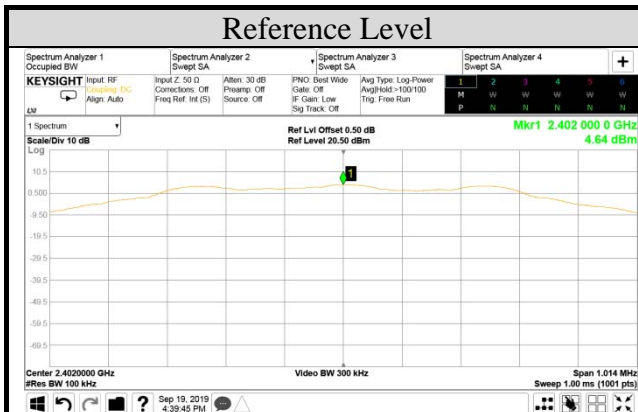 Reference Level
Spectrum Analyzer 1
Occupied BW
Spectrum Analyzer 2
Swept SA
Spectrum Analyzer 3
Swept SA
Spectrum Analyzer 4
Swept SA
+
KEYSIGHT
Input: RF
Coupling: DC
Align: Auto
Input Z: 50 Ω
Corrections: Off
Freq Ref: Int (S)
Atten: 30 dB
Preamp: Off
Source: Off
PNO: Best Wide
Gate: Off
IF Gain: Low
Sig Track: Off
Avg Type: Log-Power
Avg|Hold:>100/100
Trig: Free Run
1 2 3 4 5 6
M W W W W W
P N N N N N
LXI
1 Spectrum
Scale/Div 10 dB
Log
Ref Lvl Offset 0.50 dB
Ref Level 20.50 dBm
Mkr1 2.402 000 0 GHz
4.64 dBm
10.5
0.500
-9.50
-19.5
-29.5
-39.5
-49.5
-59.5
-69.5
1
Center 2.4020000 GHz
#Res BW 100 kHz
Video BW 300 kHz
Span 1.014 MHz
Sweep 1.00 ms (1001 pts)
?
Sep 19, 2019
4:39:45 PM